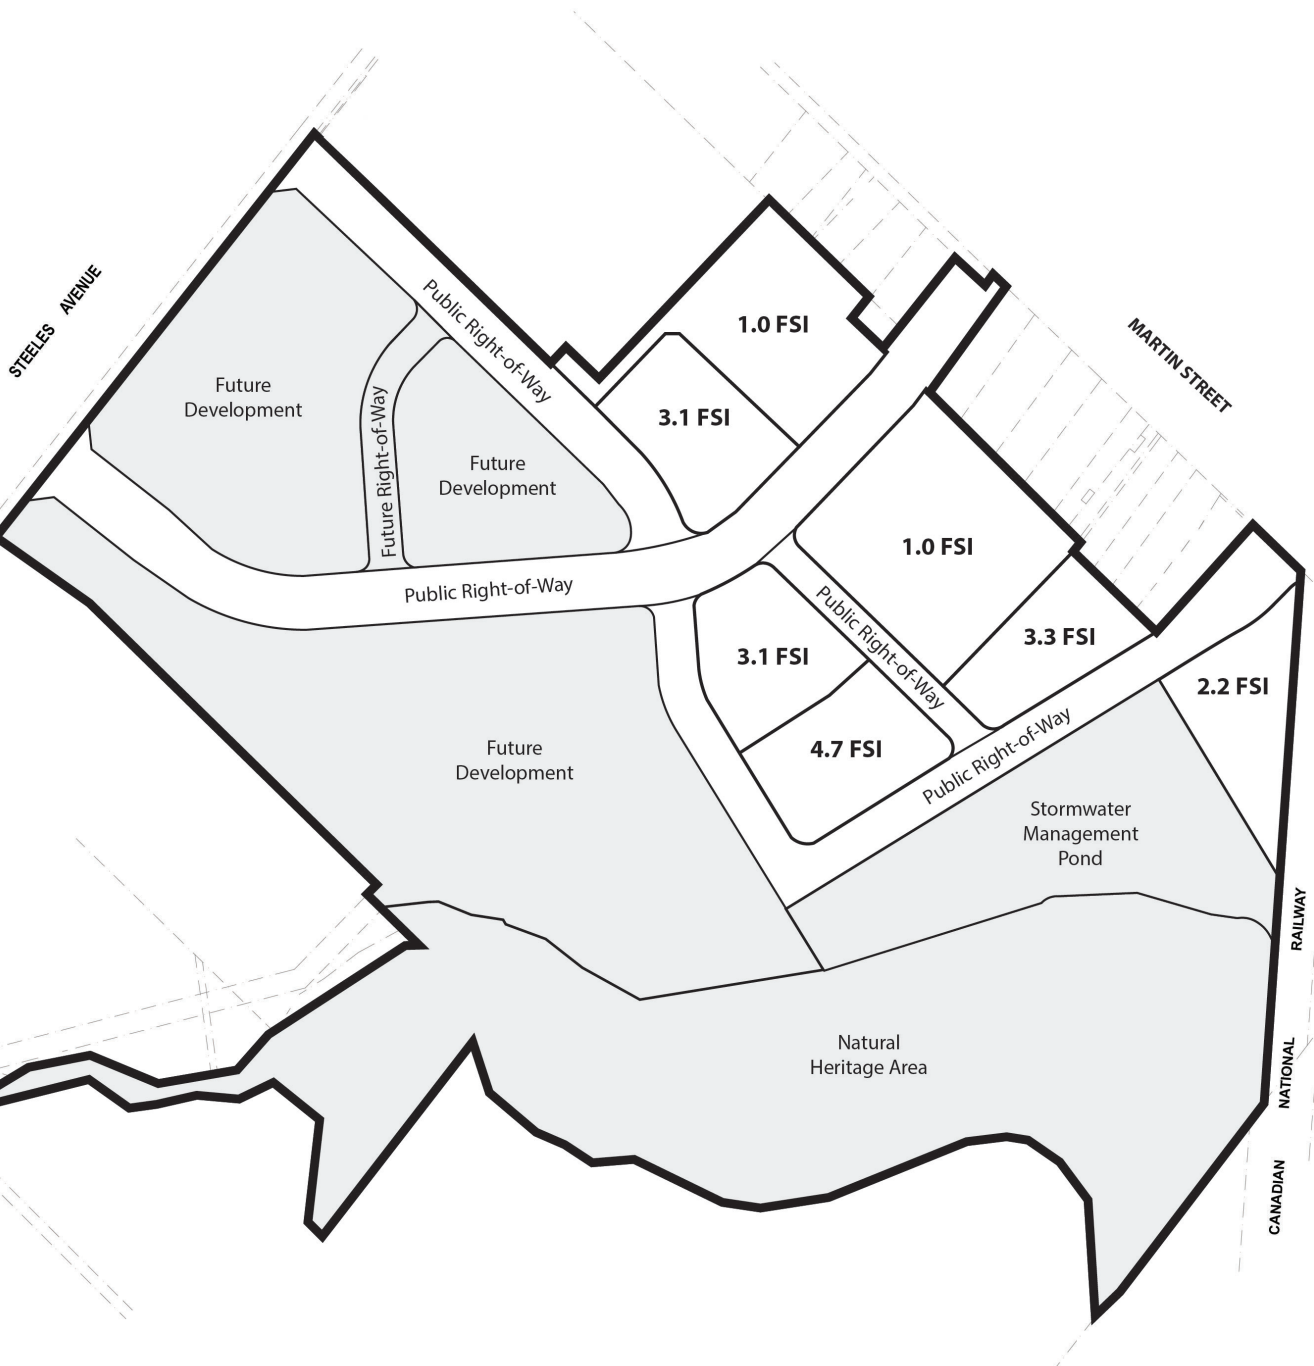 STEELES AVENUE
MARTIN STREET
Public Right-of-Way
1.0 FSI
3.1 FSI
Future
Development
Future Right-of-Way
Future
Development
Public Right-of-Way
1.0 FSI
Public Right-of-Way
3.3 FSI
3.1 FSI
2.2 FSI
4.7 FSI
Public Right-of-Way
Future
Development
Stormwater
Management
Pond
Natural
Heritage Area
CANADIAN NATIONAL RAILWAY